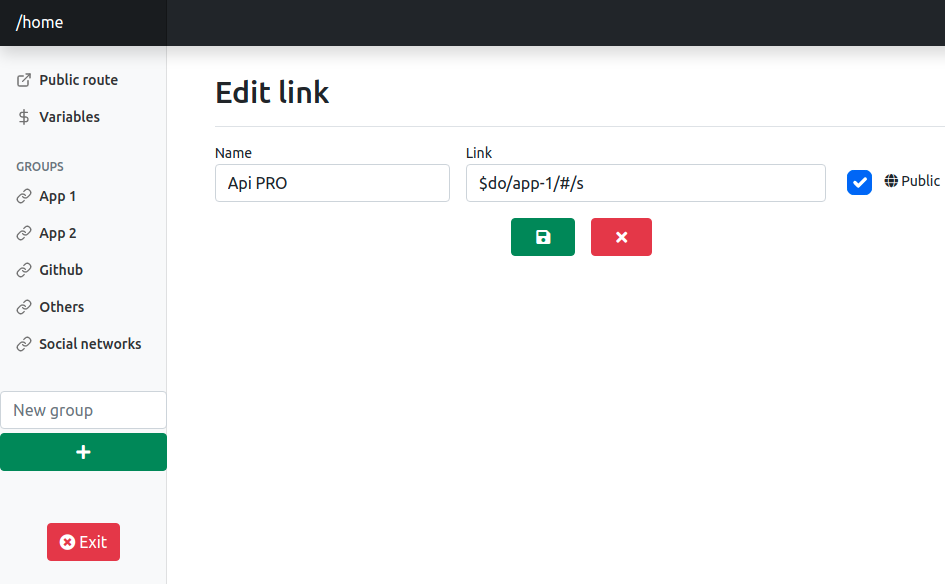 /home
Public route
Variables
GROUPS
App 1
App 2
Github
Others
Social networks
New group
Exit
Edit link
Name
Link
Api PRO
$do/app-1/#/s
Public